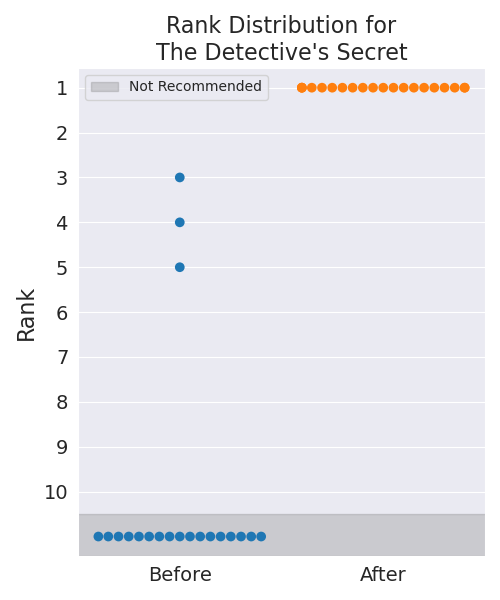 Rank Distribution for
The Detective's Secret
Not Recommended
Rank
1
2
3
4
5
6
7
8
9
10
Before
After